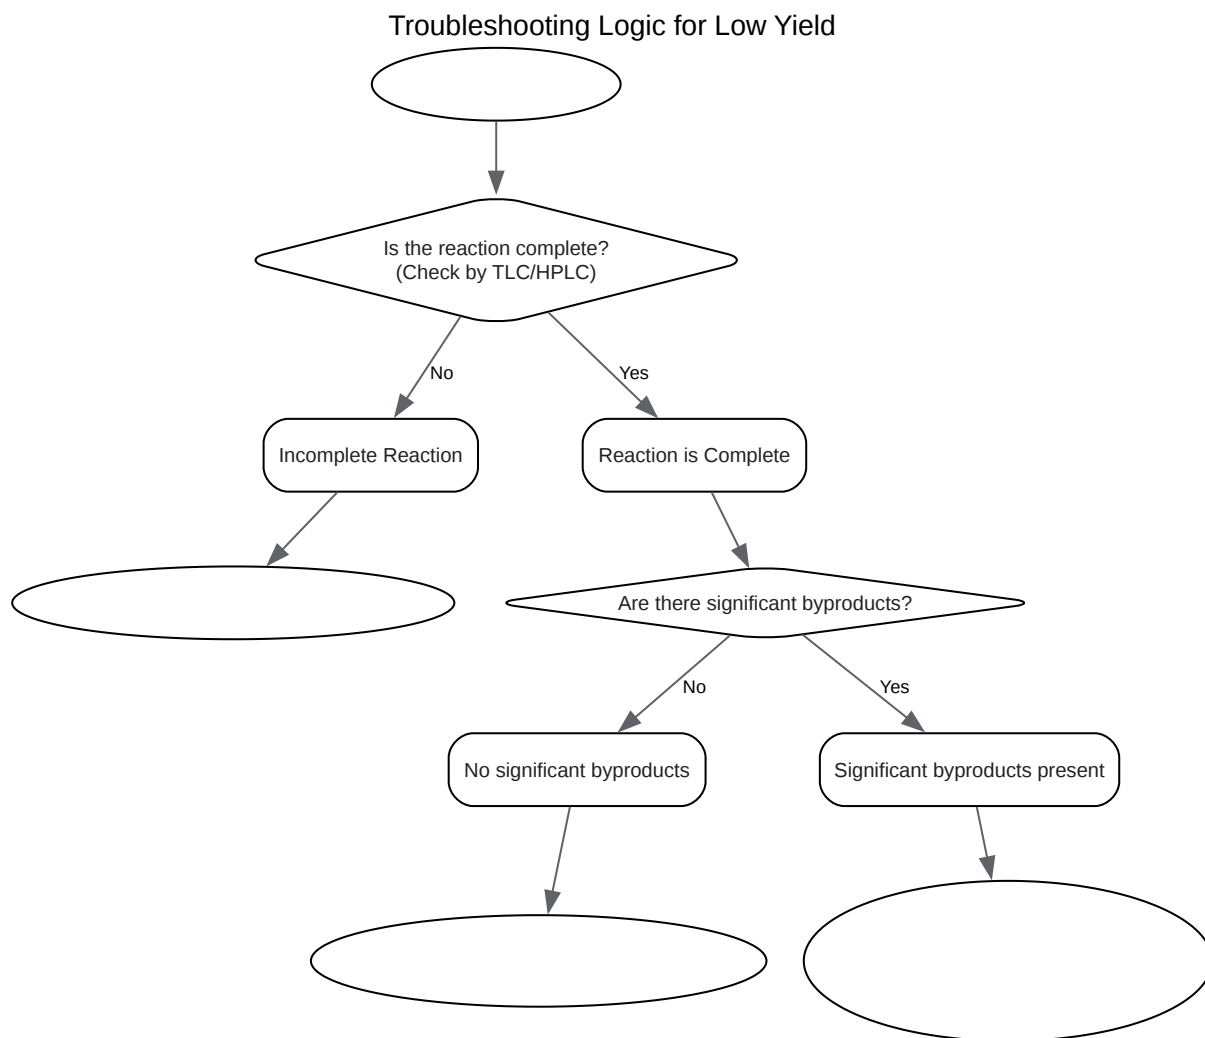 Troubleshooting Logic for Low Yield
Is the reaction complete?
(Check by TLC/HPLC)
No
Yes
Incomplete Reaction
Reaction is Complete
Are there significant byproducts?
No
Yes
No significant byproducts
Significant byproducts present